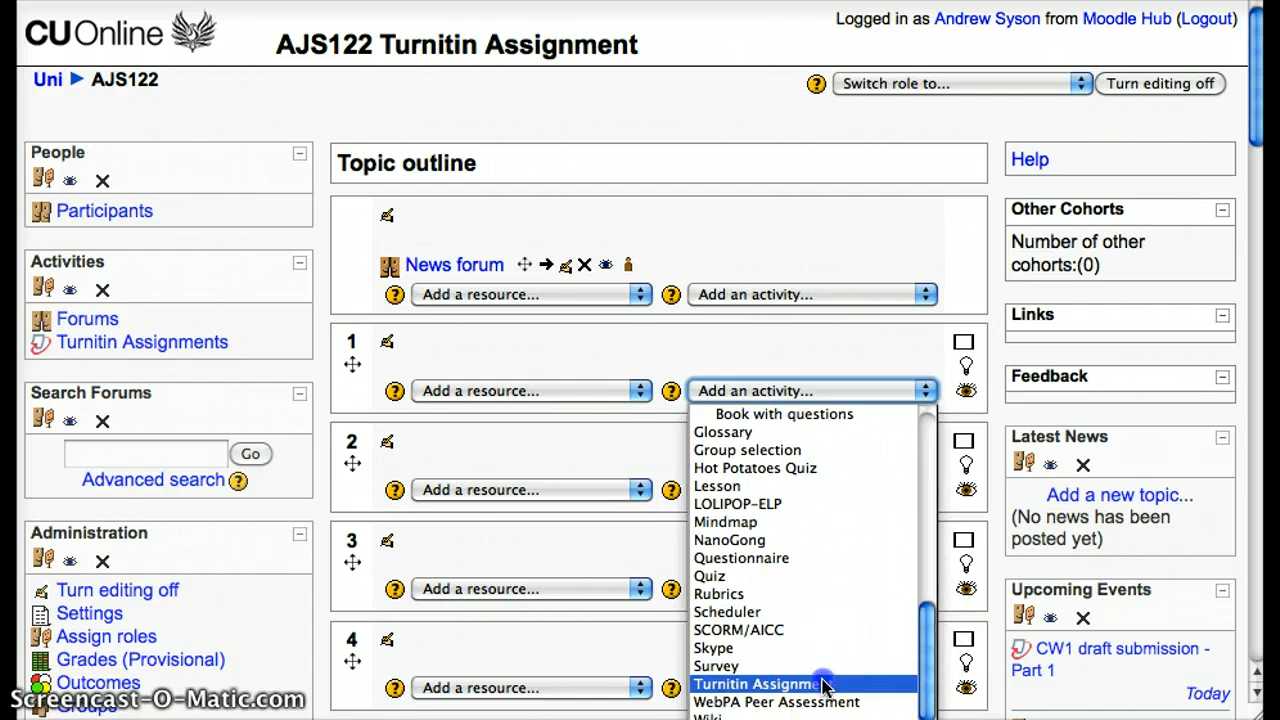 CUOnline
AJS122 Turnitin Assignment
Logged in as Andrew Syson from Moodle Hub (Logout)
Uni ► AJS122
Switch role to...
Turn editing off
People
Participants
Activities
Forums
Turnitin Assignments
Search Forums
Go
Advanced search
Administration
Turn editing off
Settings
Assign roles
Grades (Provisional)
Outcomes
Groups
Topic outline
News forum
Add a resource... Add an activity...
1
Add a resource... Add an activity...
Book with questions
Glossary
Group selection
Hot Potatoes Quiz
Lesson
LOLIPOP-ELP
Mindmap
NanoGong
Questionnaire
Quiz
Rubrics
Scheduler
SCORM/AICC
Skype
Survey
Turnitin Assignme
WebPA Peer Assessment
Wiki
2
Add a resource...
3
Add a resource...
4
Add a resource...
Help
Other Cohorts
Number of other
cohorts:(0)
Links
Feedback
Latest News
Add a new topic...
(No news has been
posted yet)
Upcoming Events
CW1 draft submission -
Part 1
Today
Screencast-O-Matic.com